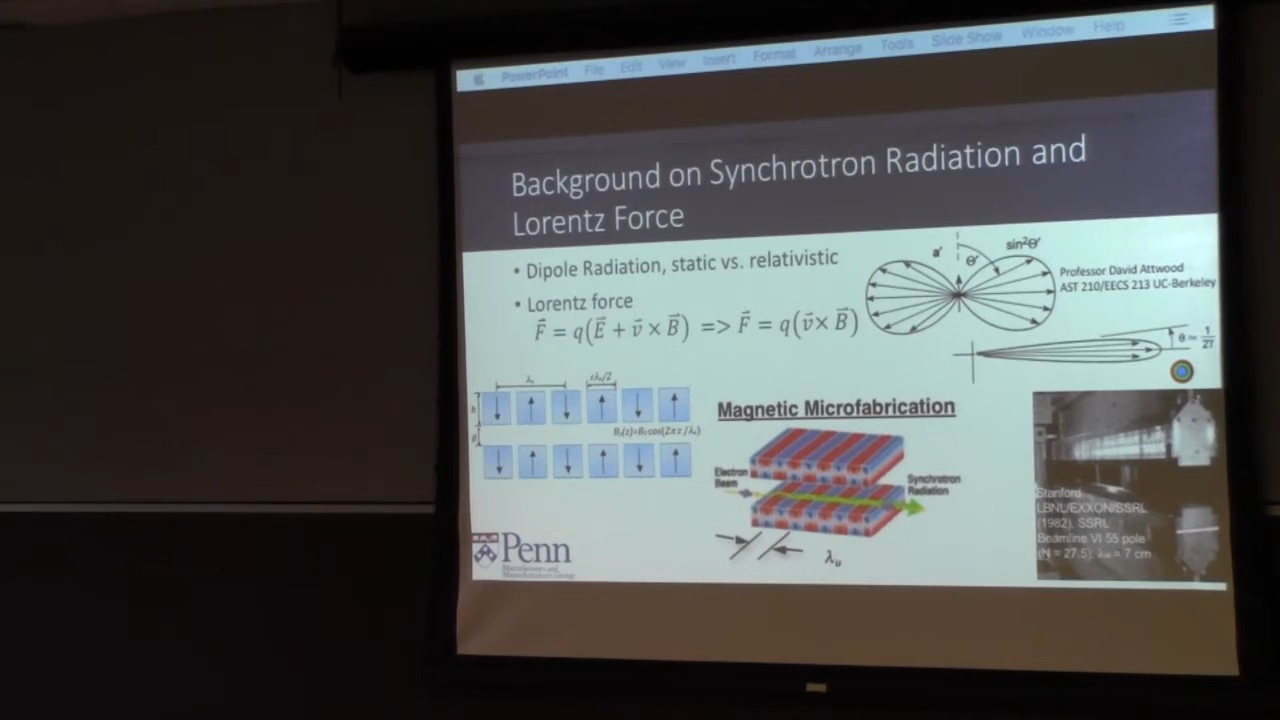 PowerPoint File Edit View Insert Format Arrange Tools Slide Show Window Help
Background on Synchrotron Radiation and
Lorentz Force
• Dipole Radiation, static vs. relativistic
• Lorentz force
F⃗ = q(E⃗ + v⃗ × B⃗) => F⃗ = q(v⃗× B⃗)
a'
Θ'
sin²Θ'
Professor David Attwood
AST 210/EECS 213 UC-Berkeley
λᵤ
h
g
Magnetic Microfabrication
Electron
Beam
Synchrotron
Radiation
λᵤ
Stanford
LBNL/EXXON/SSRL
(1982), SSRL
Beamline VI 55 pole
(N = 27.5), = 7 cm
Penn